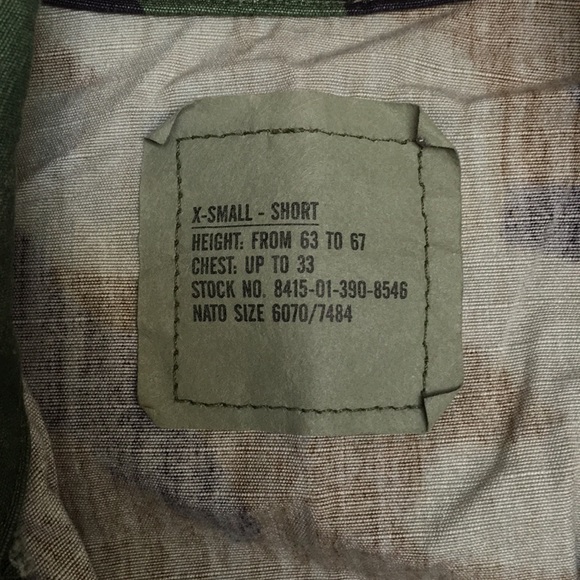 X-SMALL - SHORT
HEIGHT: FROM 63 TO 67
CHEST: UP TO 33
STOCK NO. 8415-01-390-8546
NATO SIZE 6070/7484